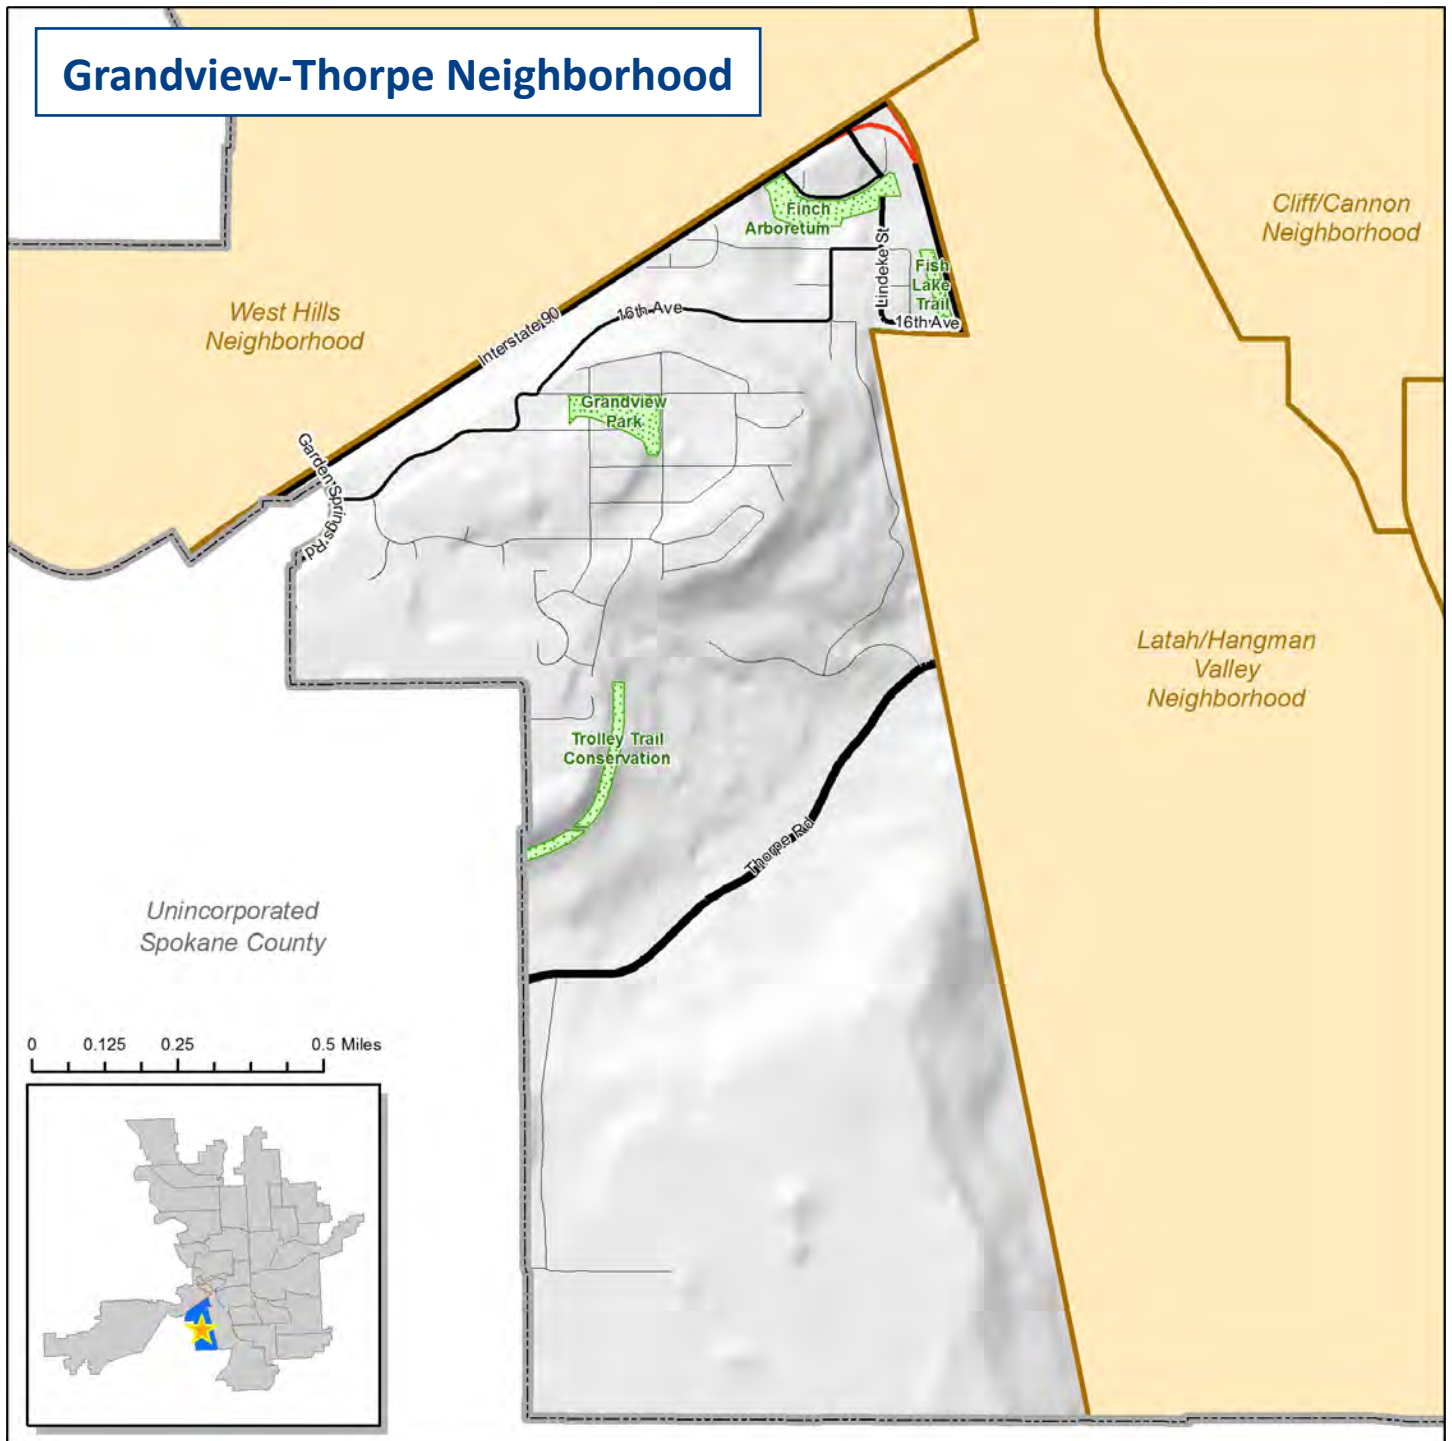 Grandview-Thorpe Neighborhood
Cliff/Cannon
Neighborhood
Finch
Arboretum
Lindeke St
Fish
Lake
Trail
16th Ave
West Hills
Neighborhood
Interstate 90
16th Ave
Grandview
Park
Garden Springs Rd
Latah/Hangman
Valley
Neighborhood
Trolley Trail
Conservation
Thorpe Rd
Unincorporated
Spokane County
0 0.125 0.25 0.5 Miles